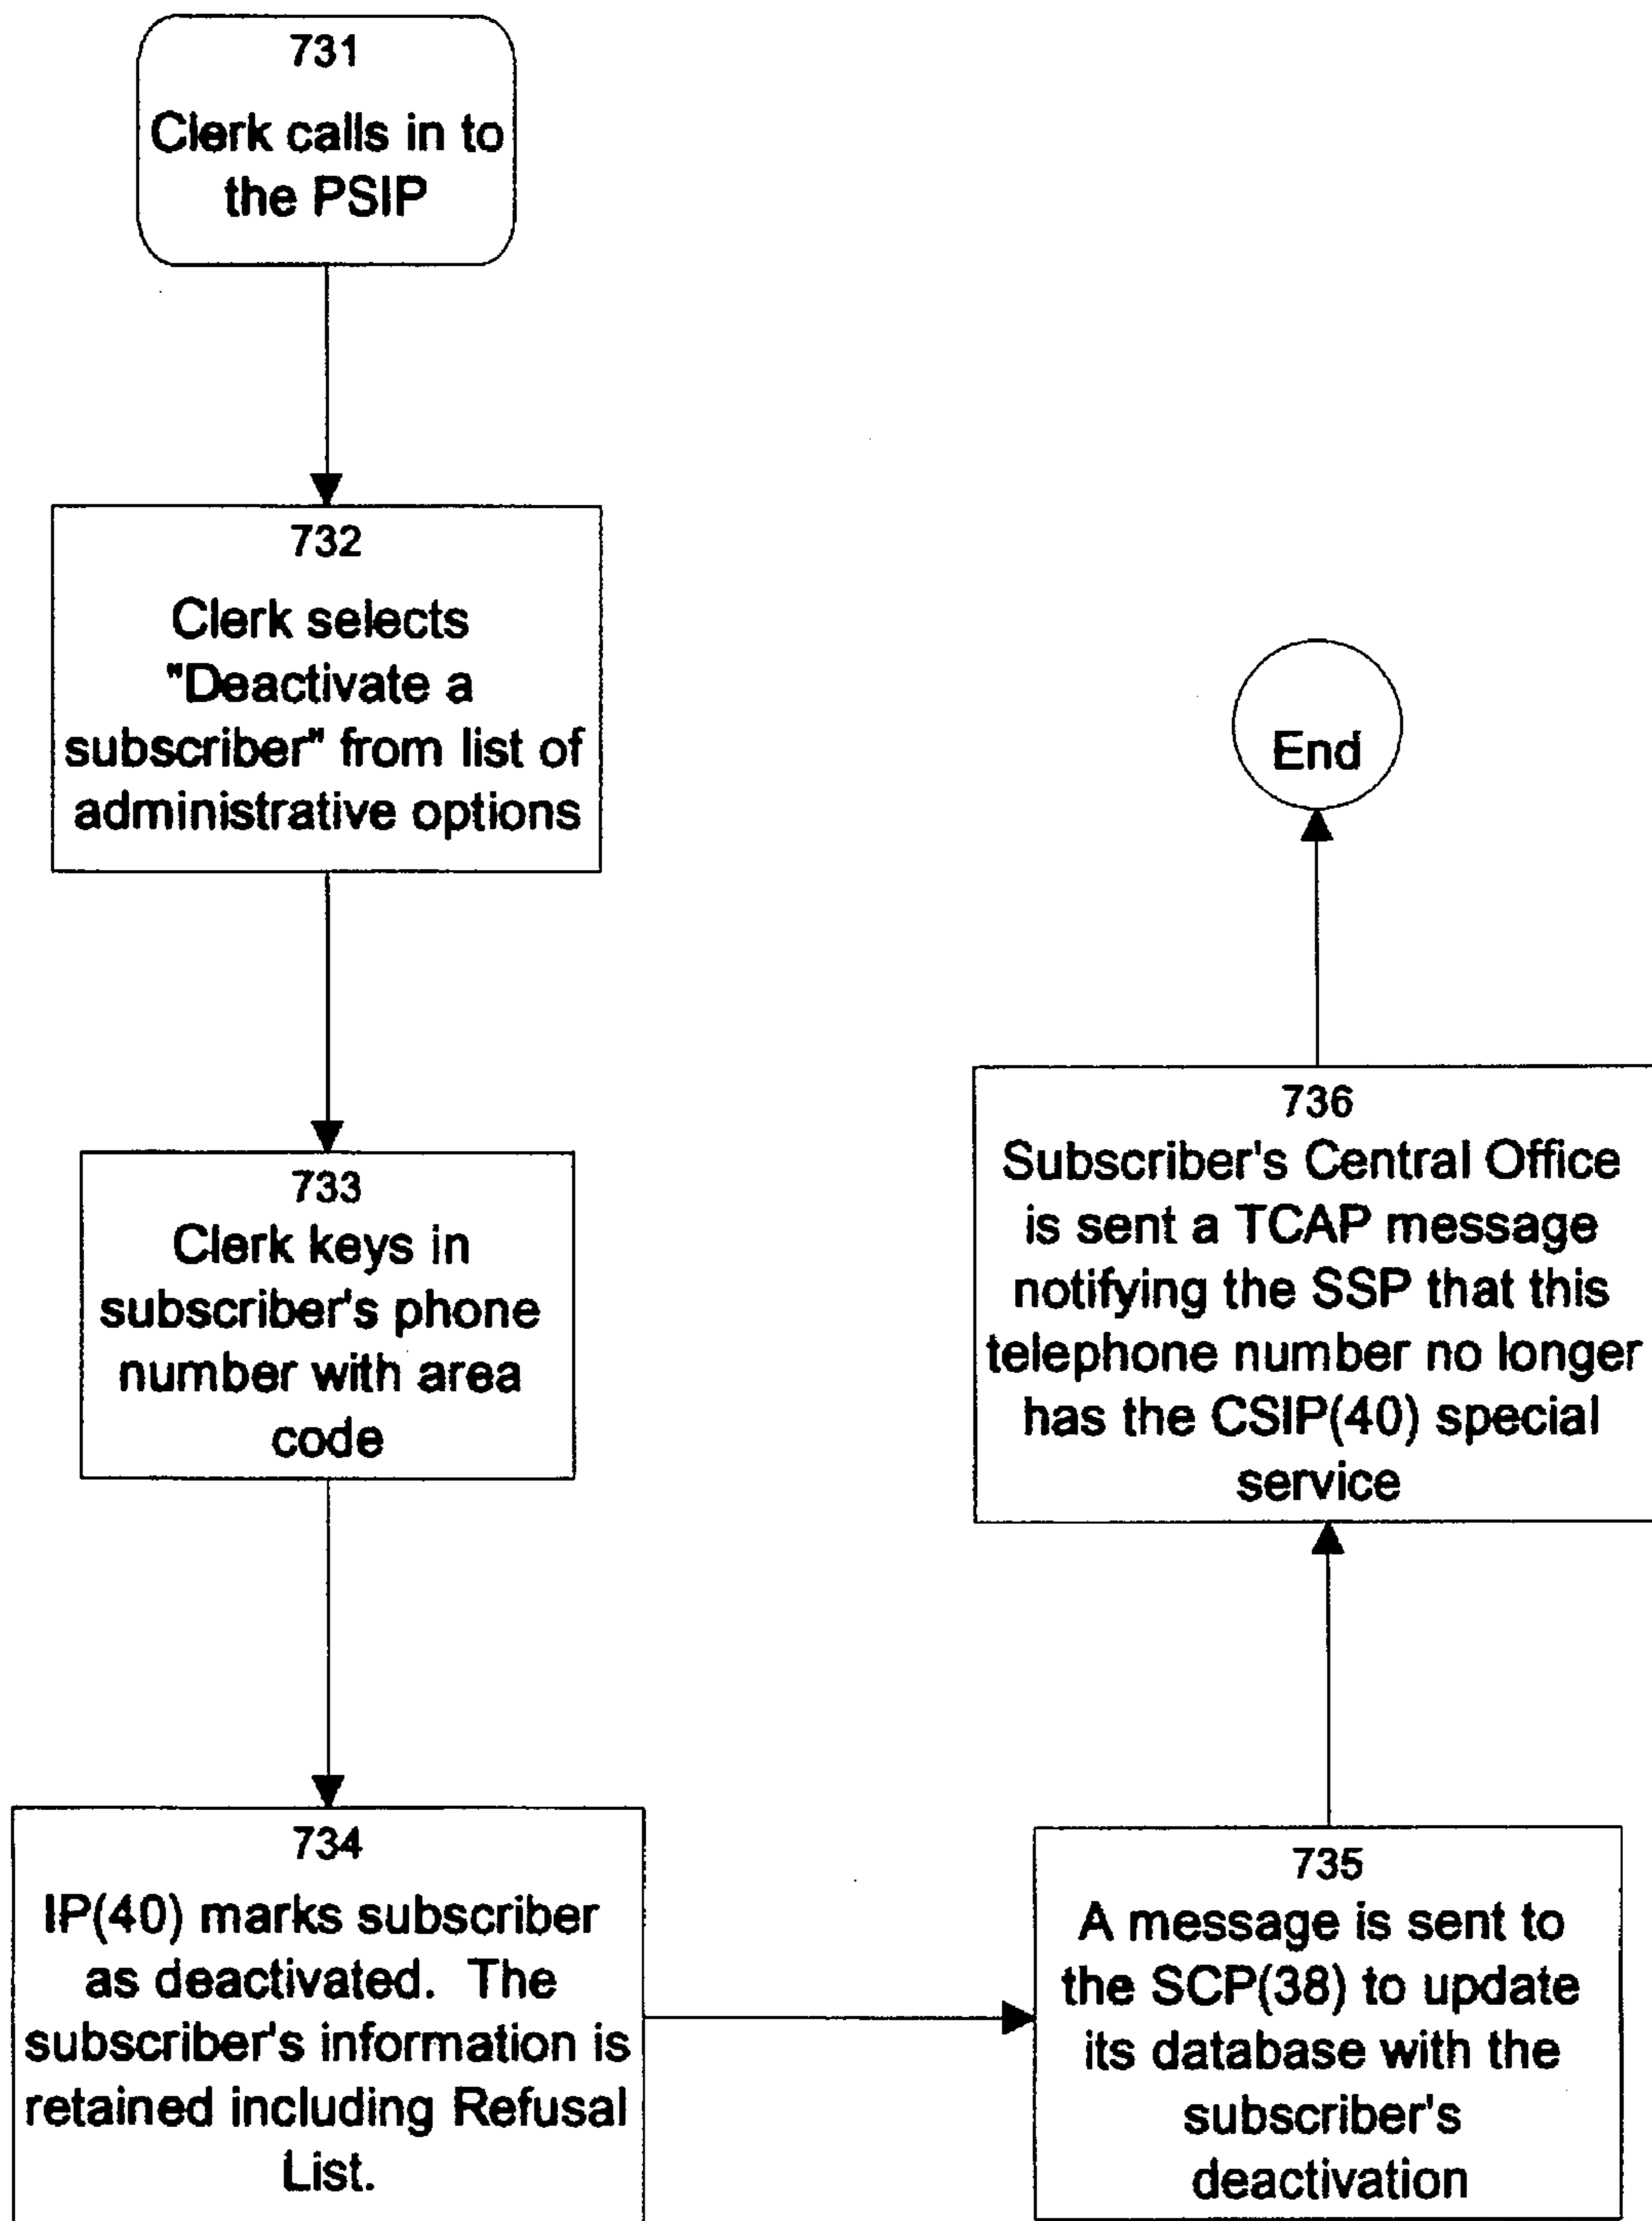 731
Clerk calls in to
the PSIP
732
Clerk selects
"Deactivate a
subscriber" from list of
administrative options
733
Clerk keys in
subscriber's phone
number with area
code
734
IP(40) marks subscriber
as deactivated. The
subscriber's information is
retained including Refusal
List.
735
A message is sent to
the SCP(38) to update
its database with the
subscriber's
deactivation
736
Subscriber's Central Office
is sent a TCAP message
notifying the SSP that this
telephone number no longer
has the CSIP(40) special
service
End